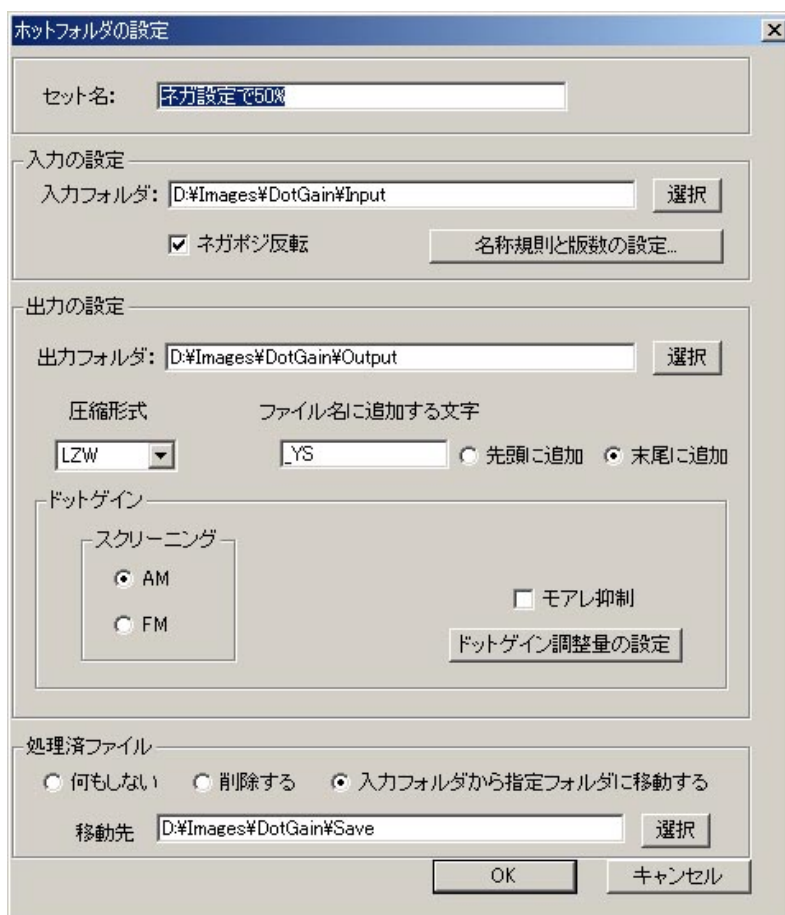 ホットフォルダの設定
セット名: ネガ設定で50%
入力の設定
入力フォルダ: D:¥Images¥DotGain¥Input 選択
ネガポジ反転 名称規則と版数の設定...
出力の設定
出力フォルダ: D:¥Images¥DotGain¥Output 選択
圧縮形式 ファイル名に追加する文字
LZW _YS 先頭に追加 末尾に追加
ドットゲイン
スクリーニング
AM
モアレ抑制
FM
ドットゲイン調整量の設定
処理済ファイル
何もしない 削除する 入力フォルダから指定フォルダに移動する
移動先 D:¥Images¥DotGain¥Save 選択
OK キャンセル